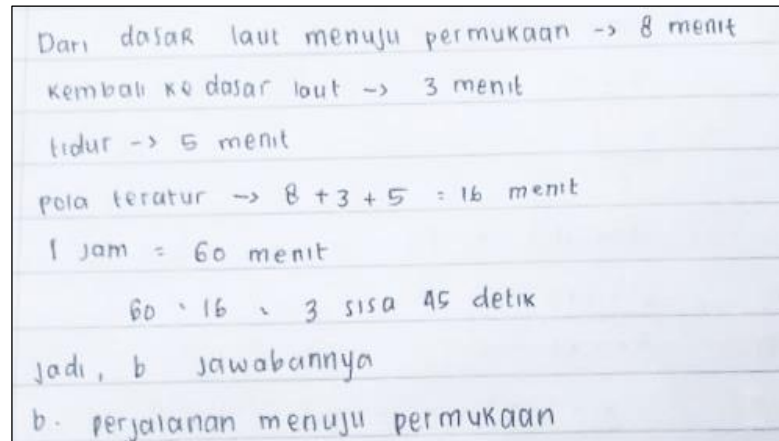 Dari dasar laut menuju permukaan -> 8 menit
Kembali ke dasar laut -> 3 menit
tidur -> 5 menit
pola teratur -> 8 + 3 + 5 = 16 menit
1 jam = 60 menit
60 : 16 = 3 sisa 45 detik
Jadi, b jawabannya
b. perjalanan menuju permukaan